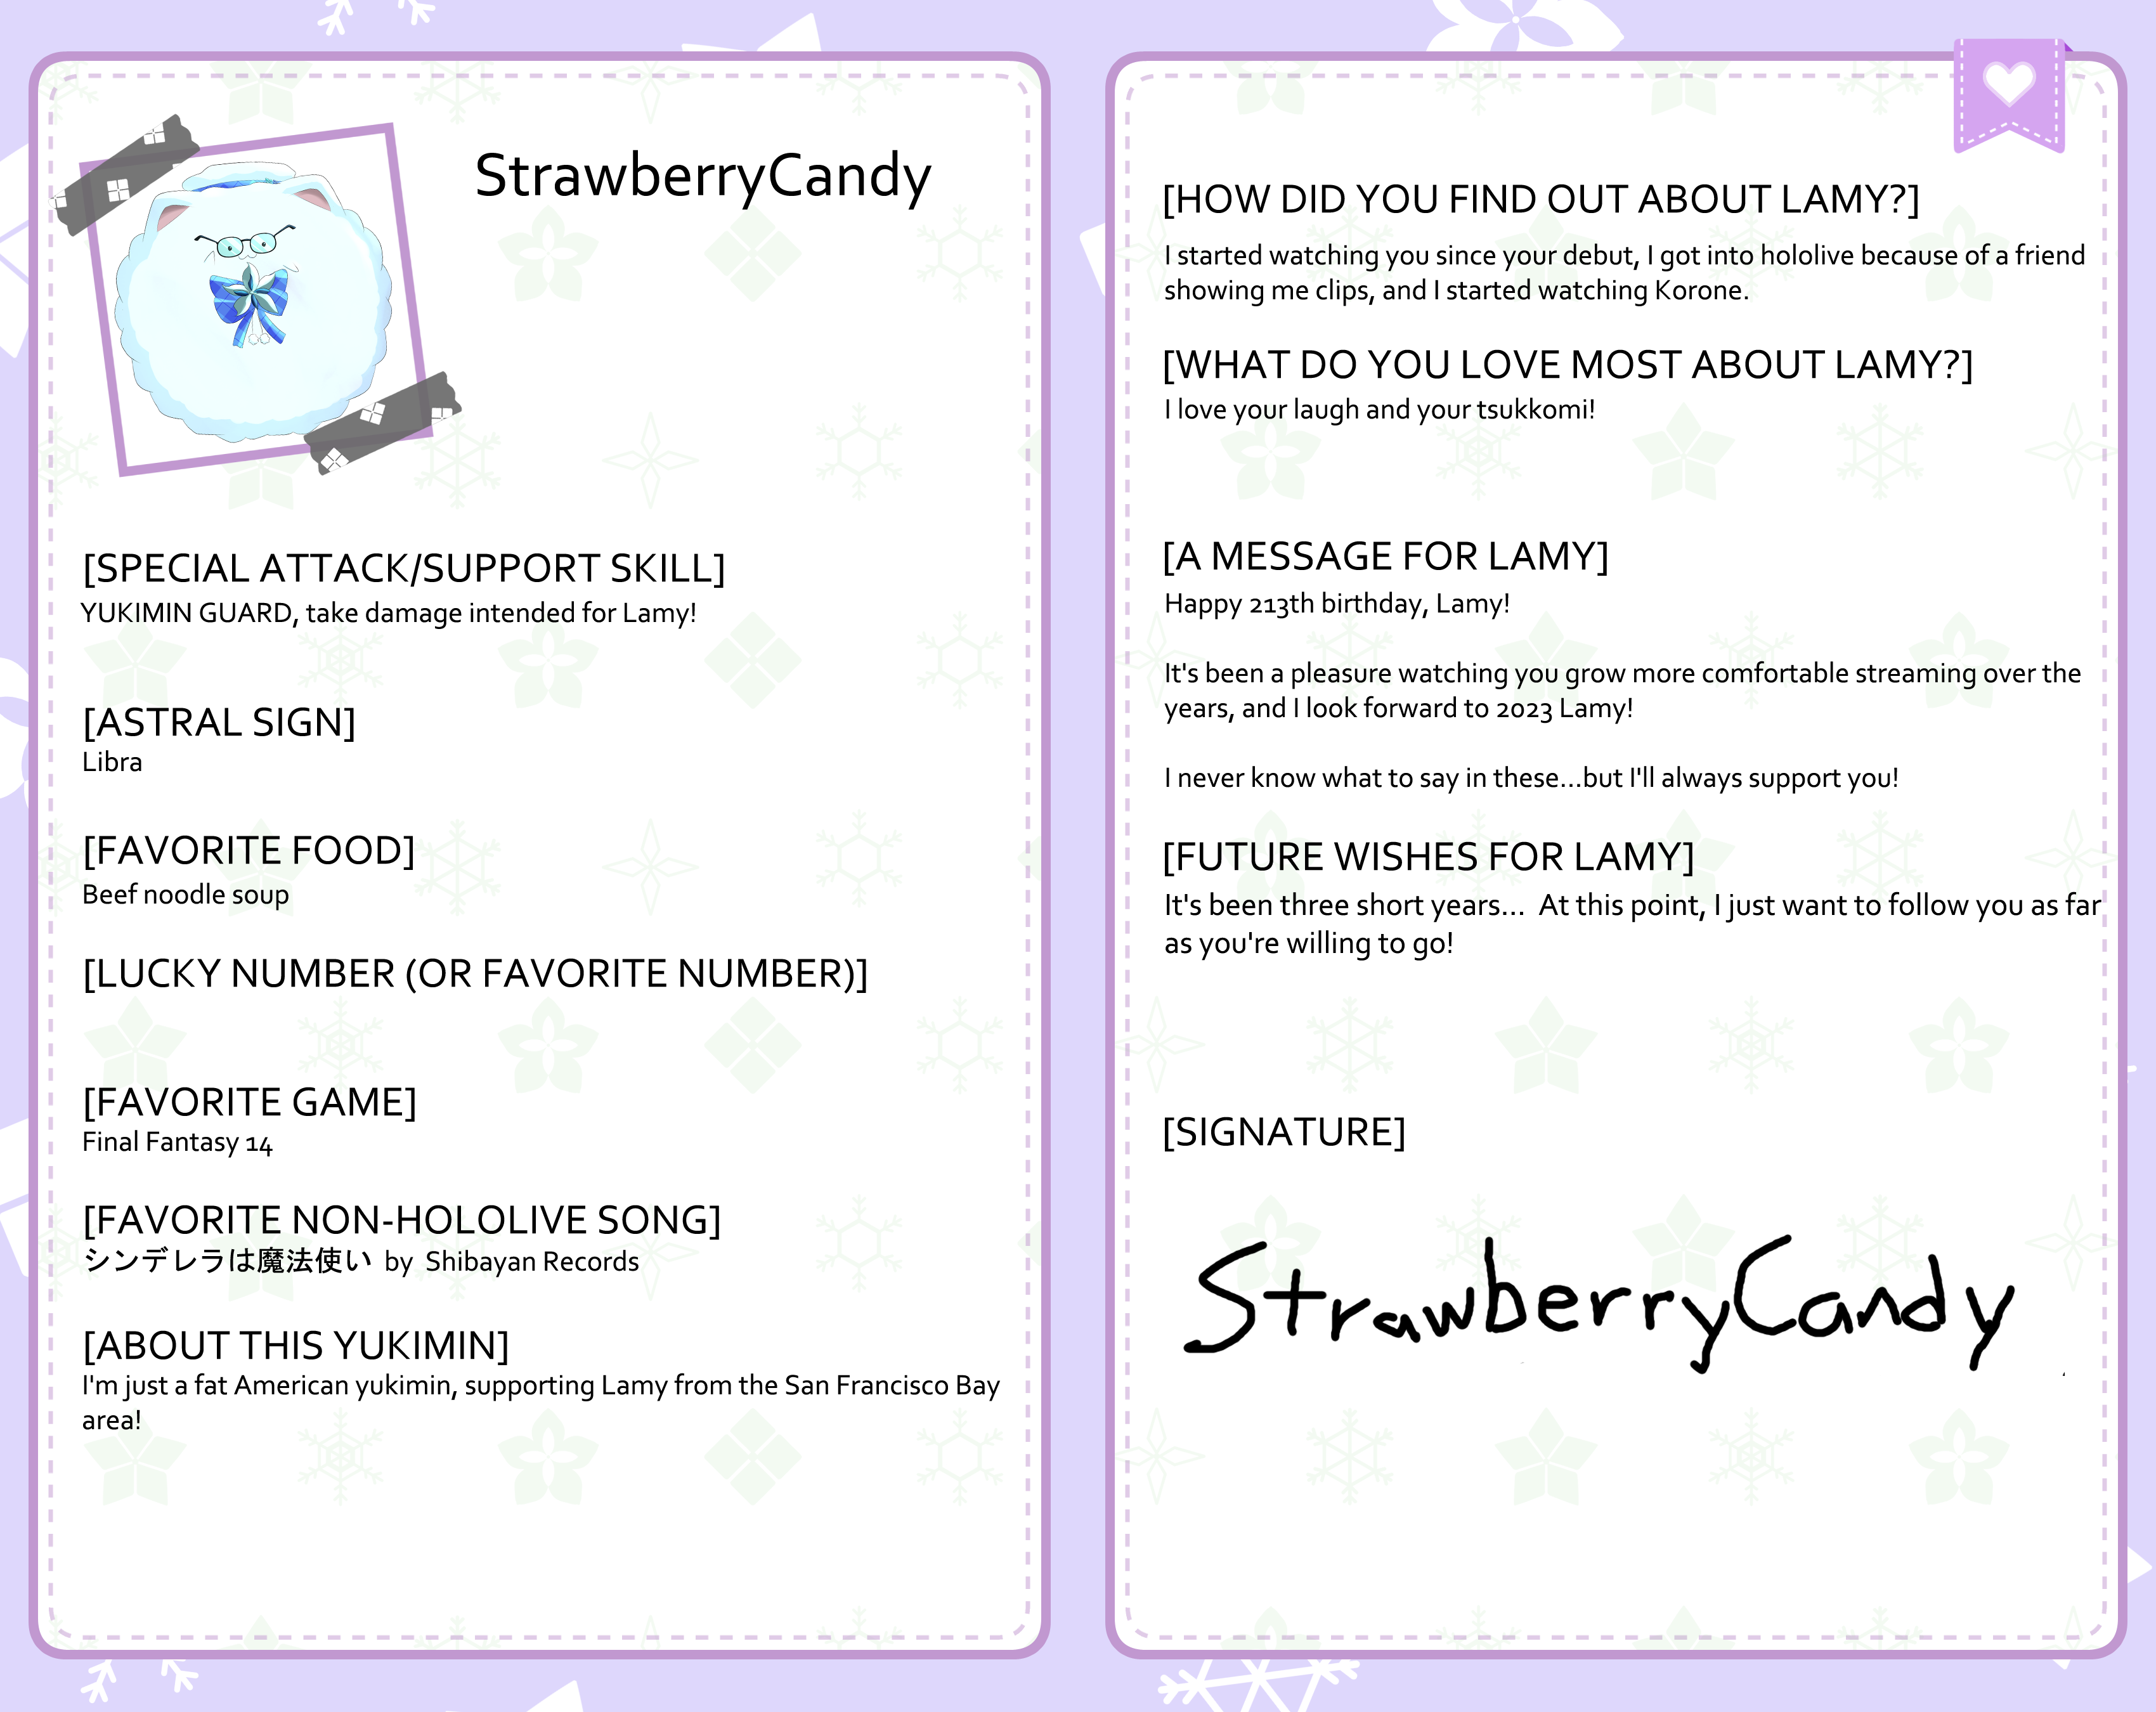 StrawberryCandy
[SPECIAL ATTACK/SUPPORT SKILL]
YUKIMIN GUARD, take damage intended for Lamy!
[ASTRAL SIGN]
Libra
[FAVORITE FOOD]
Beef noodle soup
[LUCKY NUMBER (OR FAVORITE NUMBER)]
[FAVORITE GAME]
Final Fantasy 14
[FAVORITE NON-HOLOLIVE SONG]
シンデレラは魔法使い by Shibayan Records
[ABOUT THIS YUKIMIN]
I'm just a fat American yukimin, supporting Lamy from the San Francisco Bay
area!
[HOW DID YOU FIND OUT ABOUT LAMY?]
I started watching you since your debut, I got into hololive because of a friend
showing me clips, and I started watching Korone.
[WHAT DO YOU LOVE MOST ABOUT LAMY?]
I love your laugh and your tsukkomi!
[A MESSAGE FOR LAMY]
Happy 213th birthday, Lamy!
It's been a pleasure watching you grow more comfortable streaming over the
years, and I look forward to 2023 Lamy!
I never know what to say in these...but I'll always support you!
[FUTURE WISHES FOR LAMY]
It's been three short years... At this point, I just want to follow you as far
as you're willing to go!
[SIGNATURE]
StrawberryCandy